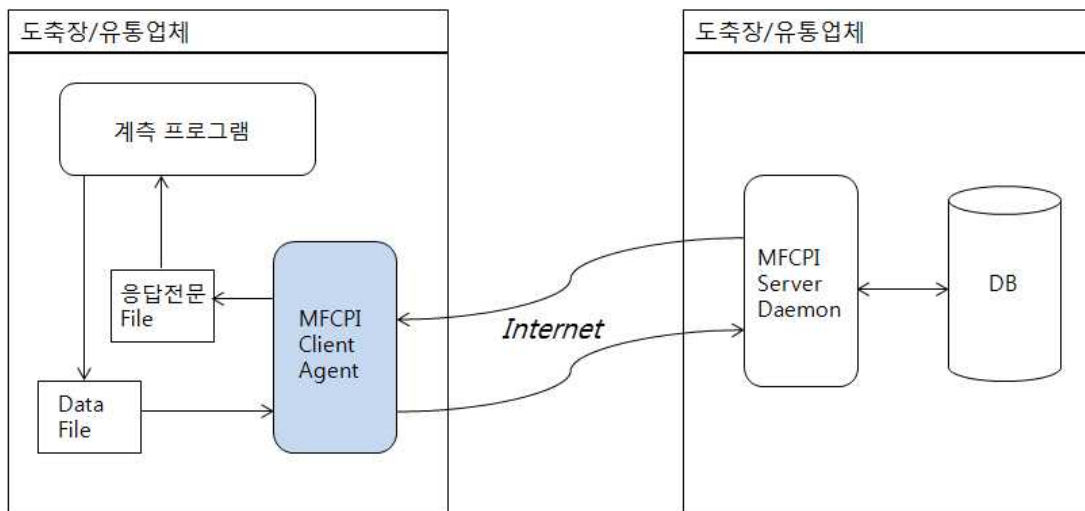 도축장/유통업체
계측 프로그램
응답전문
File
Data
File
MFCPI
Client
Agent
Internet
도축장/유통업체
MFCPI
Server
Daemon
DB